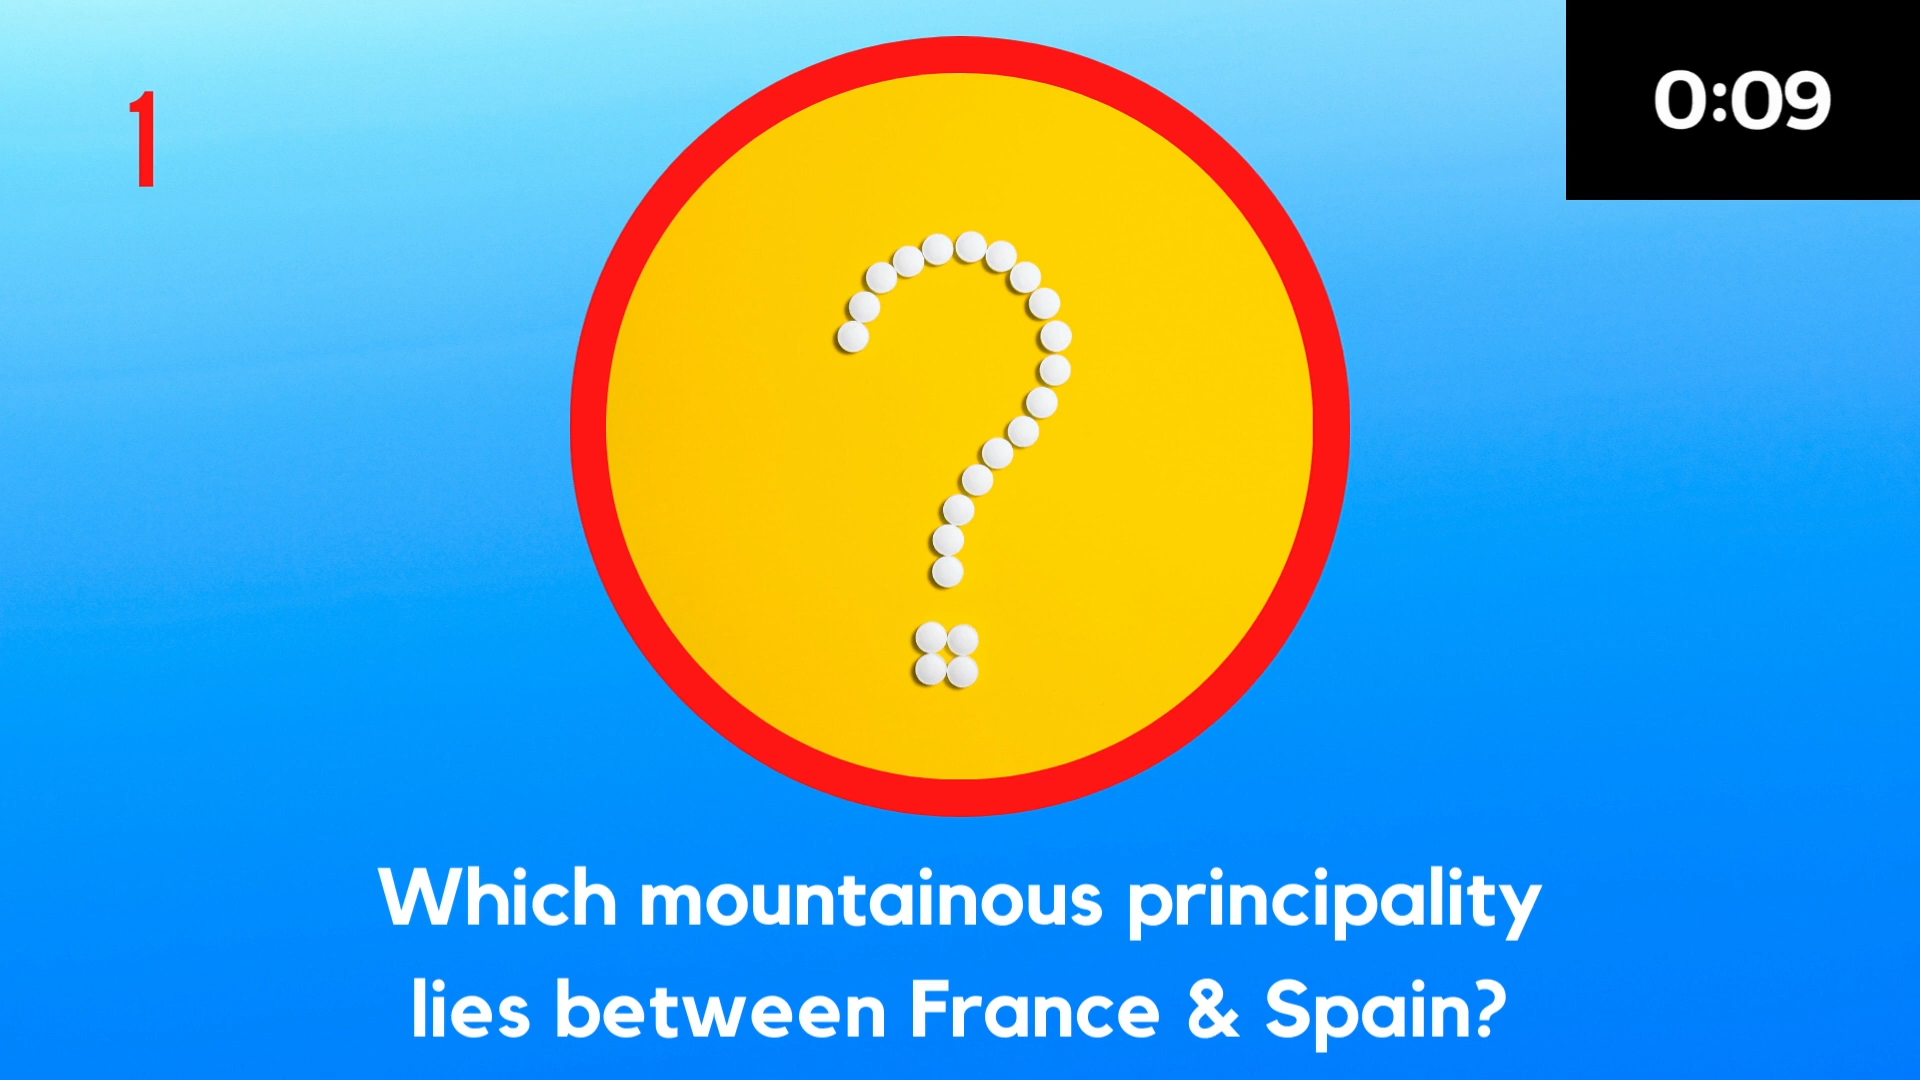 1
0:09
Which mountainous principality
lies between France & Spain?